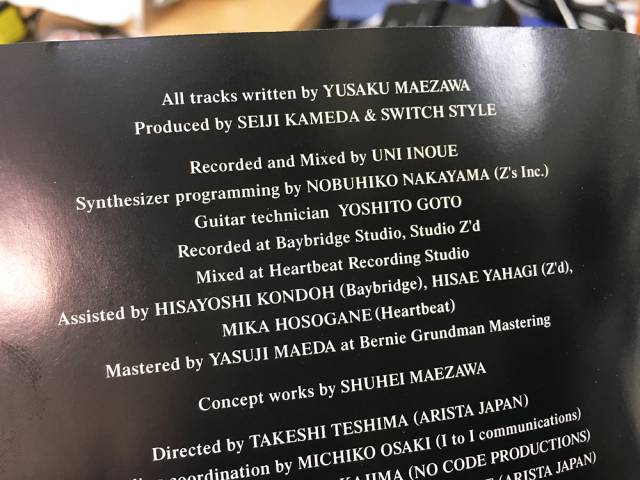 All tracks written by YUSAKU MAEZAWA
Produced by SEIJI KAMEDA & SWITCH STYLE
Recorded and Mixed by UNI INOUE
Synthesizer programming by NOBUHIKO NAKAYAMA (Z's Inc.)
Guitar technician YOSHITO GOTO
Recorded at Baybridge Studio, Studio Z'd
Mixed at Heartbeat Recording Studio
Assisted by HISAYOSHI KONDOH (Baybridge), HISAE YAHAGI (Z'd),
MIKA HOSOGANE (Heartbeat)
Mastered by YASUJI MAEDA at Bernie Grundman Mastering
Concept works by SHUHEI MAEZAWA
Directed by TAKESHI TESHIMA (ARISTA JAPAN)
coordination by MICHIKO OSAKI (I to I communications)
KAJIMA (NO CODE PRODUCTIONS)
(ARISTA JAPAN)